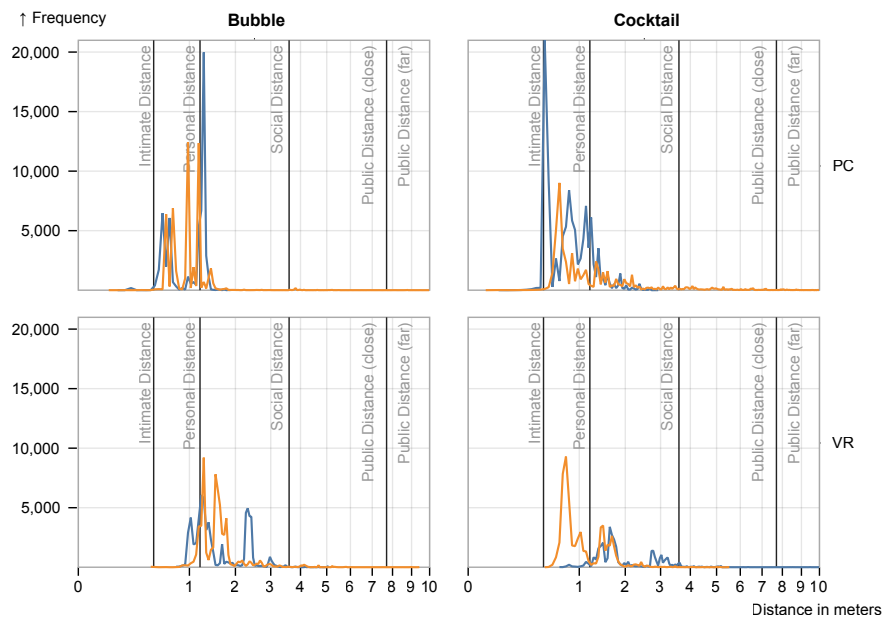 ↑ Frequency
Bubble
Cocktail
20,000
15,000
10,000
5,000
Intimate Distance
Personal Distance
Social Distance
Public Distance (close)
Public Distance (far)
Intimate Distance
Personal Distance
Social Distance
Public Distance (close)
Public Distance (far)
PC
20,000
15,000
10,000
5,000
Intimate Distance
Personal Distance
Social Distance
Public Distance (close)
Public Distance (far)
Intimate Distance
Personal Distance
Social Distance
Public Distance (close)
Public Distance (far)
VR
0 1 2 3 4 5 6 7 8 9 10
0 1 2 3 4 5 6 7 8 9 10
Distance in meters